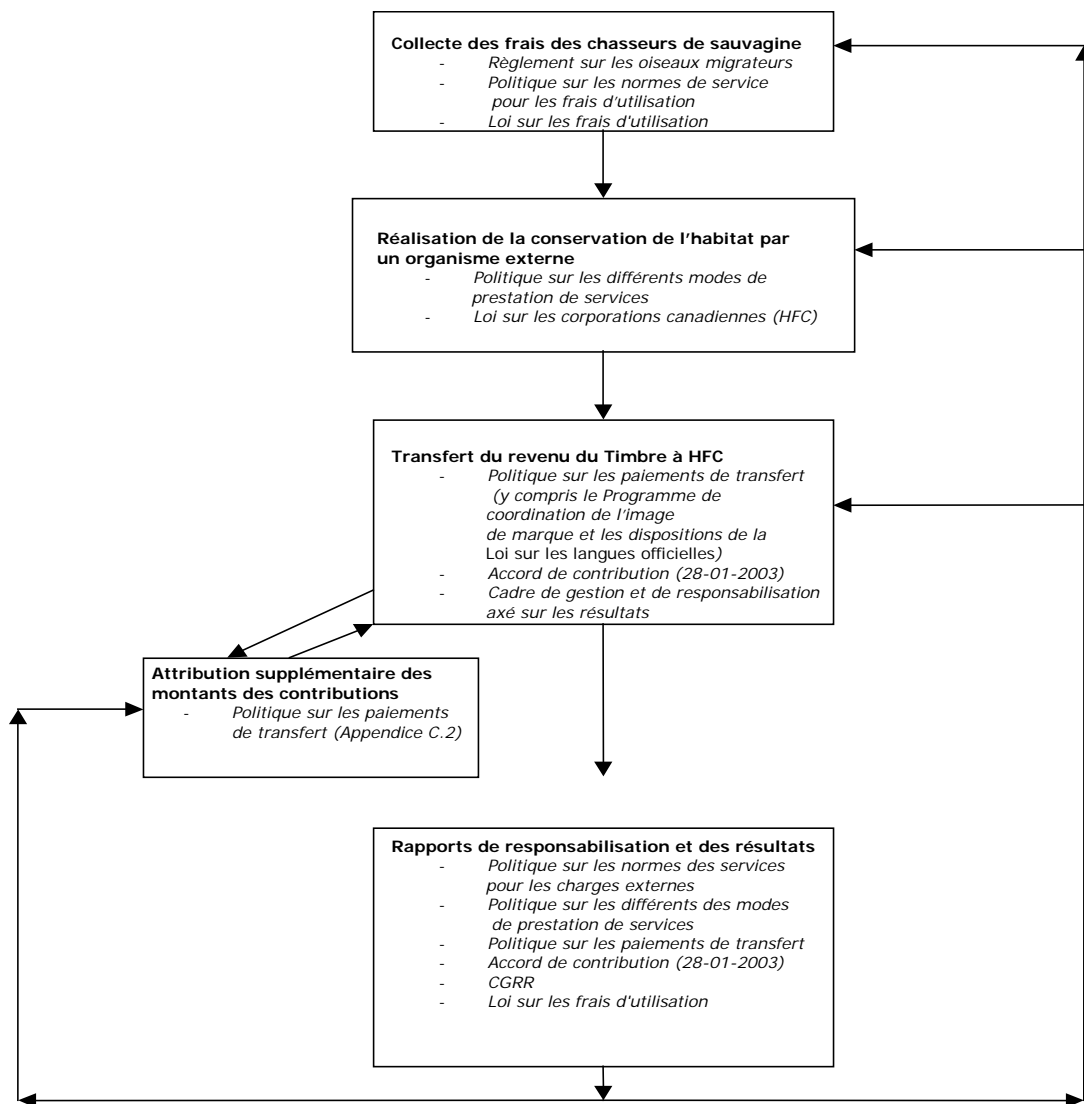 Collecte des frais des chasseurs de sauvagine
- Règlement sur les oiseaux migrateurs
- Politique sur les normes de service
pour les frais d'utilisation
- Loi sur les frais d'utilisation
Réalisation de la conservation de l'habitat par
un organisme externe
- Politique sur les différents modes de
prestation de services
- Loi sur les corporations canadiennes (HFC)
Transfert du revenu du Timbre à HFC
- Politique sur les paiements de transfert
(y compris le Programme de
coordination de l'image
de marque et les dispositions de la
Loi sur les langues officielles)
- Accord de contribution (28-01-2003)
- Cadre de gestion et de responsabilisation
axé sur les résultats
Attribution supplémentaire des
montants des contributions
- Politique sur les paiements
de transfert (Appendice C.2)
Rapports de responsabilisation et des résultats
- Politique sur les normes des services
pour les charges externes
- Politique sur les différents des modes
de prestation de services
- Politique sur les paiements de transfert
- Accord de contribution (28-01-2003)
- CGRR
- Loi sur les frais d'utilisation